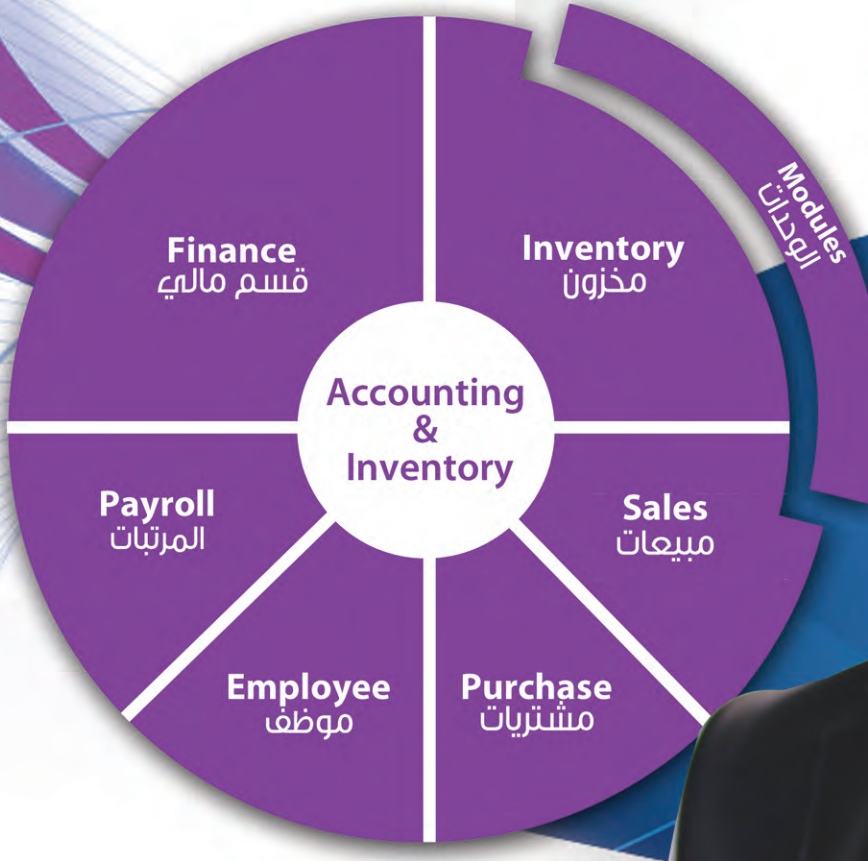 Finance
قسم مالي
Inventory
مخزون
Modules
الوحدات
Accounting
&
Inventory
Payroll
المرتبات
Sales
مبيعات
Employee
موظف
Purchase
مشتريات